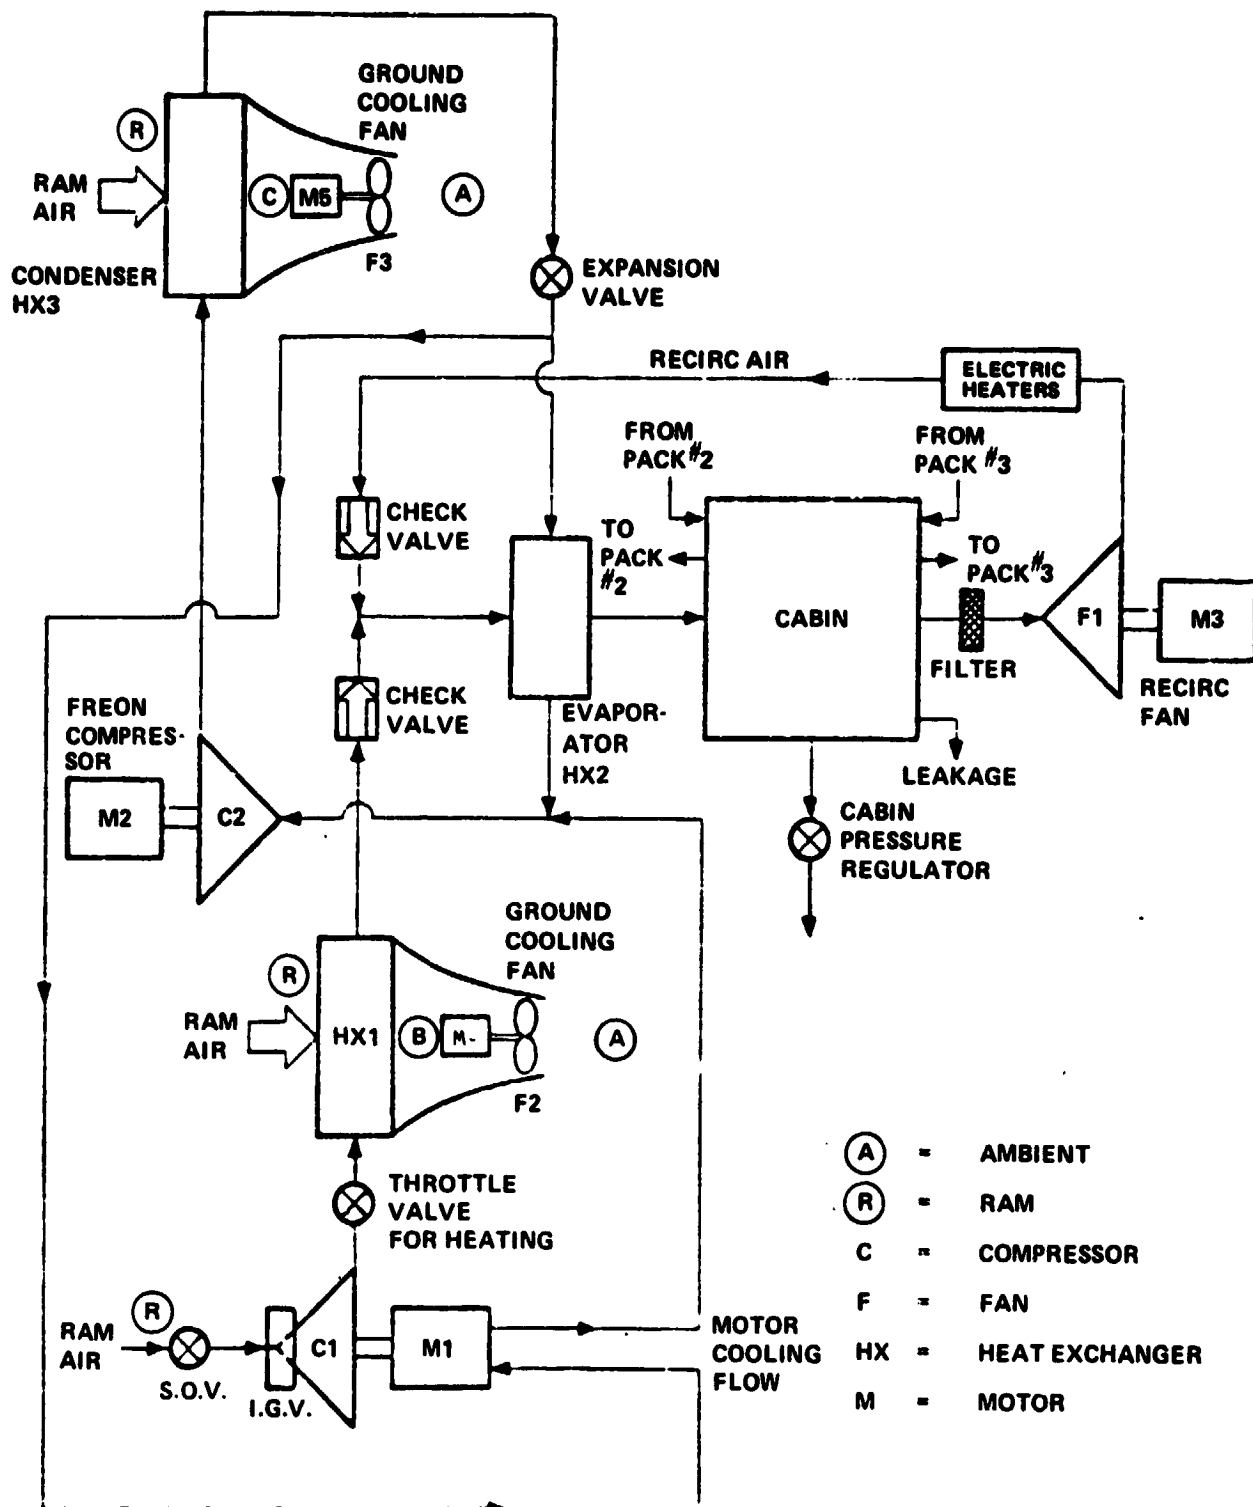 GROUND
COOLING
FAN
R
RAM
AIR
C
M5
A
F3
CONDENSER
HX3
EXPANSION
VALVE
RECIRC AIR
ELECTRIC
HEATERS
FROM
PACK #2
FROM
PACK #3
CHECK
VALVE
TO
PACK
#2
TO
PACK #3
CABIN
F1
M3
FILTER
RECIRC
FAN
CHECK
VALVE
FREON
COMPRES-
SOR
EVAPOR-
ATOR
HX2
LEAKAGE
M2
C2
CABIN
PRESSURE
REGULATOR
GROUND
COOLING
FAN
R
RAM
AIR
HX1
B
M-
A
F2
THROTTLE
VALVE
FOR HEATING
R
RAM
AIR
S.O.V.
I.G.V.
C1
M1
MOTOR
COOLING
FLOW
A = AMBIENT
R = RAM
C = COMPRESSOR
F = FAN
HX = HEAT EXCHANGER
M = MOTOR